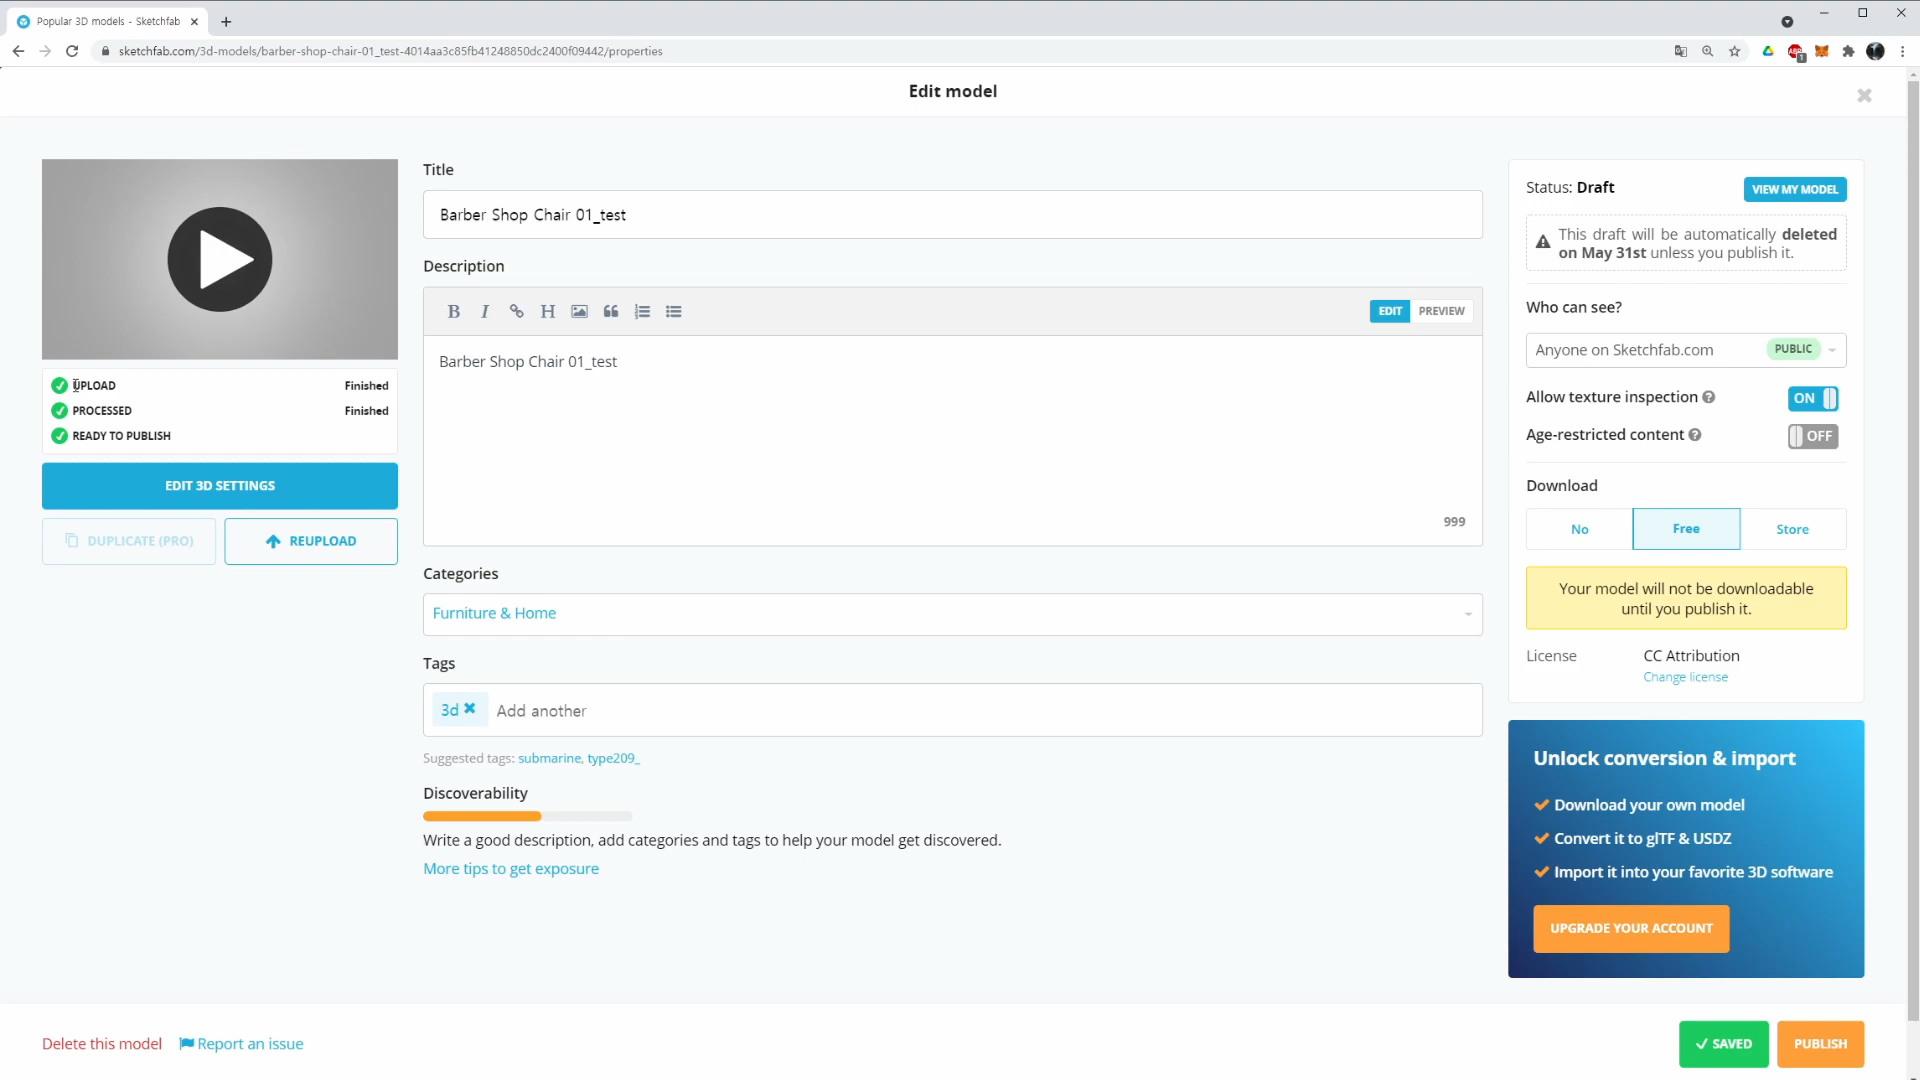 Popular 3D models - Sketchfab
sketchfab.com/3d-models/barber-shop-chair-01_test-4014aa3c85fb41248850dc2400f09442/properties
ABP
1
Edit model
UPLOAD Finished
PROCESSED Finished
READY TO PUBLISH
EDIT 3D SETTINGS
DUPLICATE (PRO)
REUPLOAD
Title
Barber Shop Chair 01_test
Description
B I H
EDIT PREVIEW
Barber Shop Chair 01_test
999
Categories
Furniture & Home
Tags
3d Add another
Suggested tags: submarine, type209_
Discoverability
Write a good description, add categories and tags to help your model get discovered.
More tips to get exposure
Status: Draft
VIEW MY MODEL
This draft will be automatically deleted
on May 31st unless you publish it.
Who can see?
Anyone on Sketchfab.com PUBLIC
Allow texture inspection ? ON
Age-restricted content ? OFF
Download
No Free Store
Your model will not be downloadable
until you publish it.
License CC Attribution
Change license
Unlock conversion & import
Download your own model
Convert it to glTF & USDZ
Import it into your favorite 3D software
UPGRADE YOUR ACCOUNT
Delete this model
Report an issue
SAVED
PUBLISH